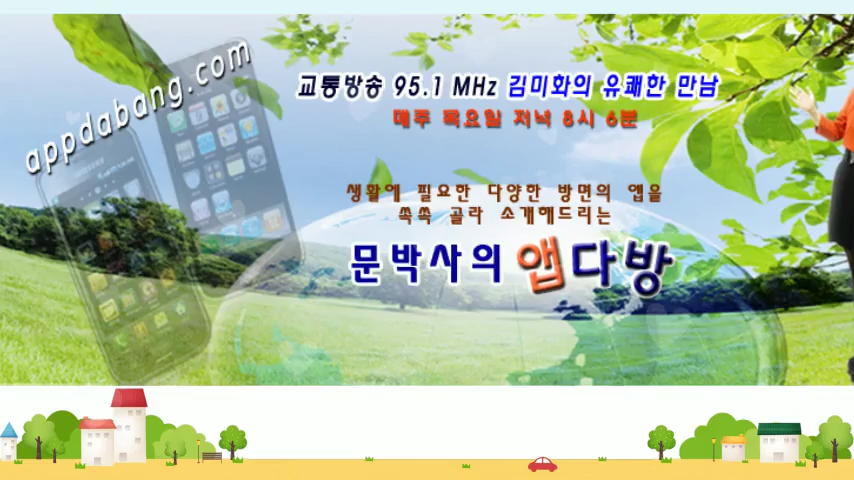 appdabang.com
교통방송 95.1 MHz 김미화의 유쾌한 만남
매주 목요일 저녁 8시 6분
생활에 필요한 다양한 방면의 앱을
쏙쏙 골라 소개해드리는
문박사의 앱다방